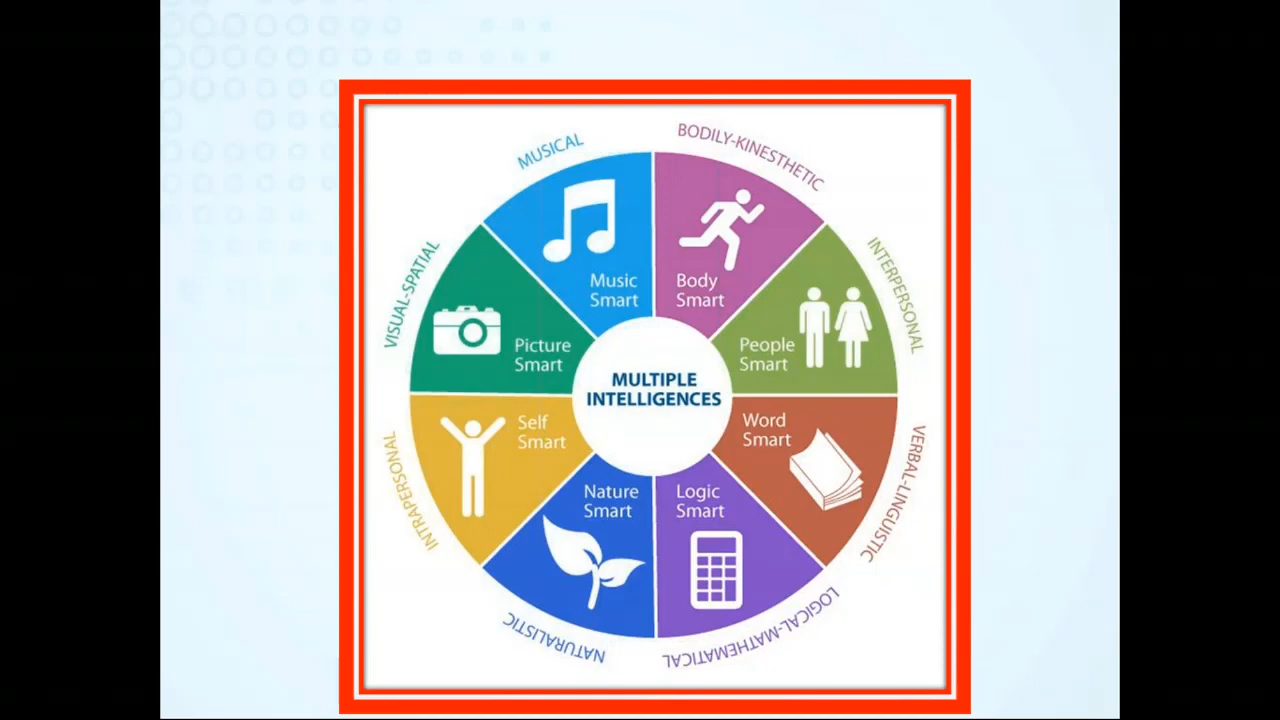 MUSICAL
BODILY-KINESTHETIC
INTERPERSONAL
VERBAL-LINGUISTIC
LOGICAL-MATHEMATICAL
NATURALISTIC
INTRAPERSONAL
VISUAL-SPATIAL
Music
Smart
Body
Smart
People
Smart
Word
Smart
Logic
Smart
Nature
Smart
Self
Smart
Picture
Smart
MULTIPLE
INTELLIGENCES